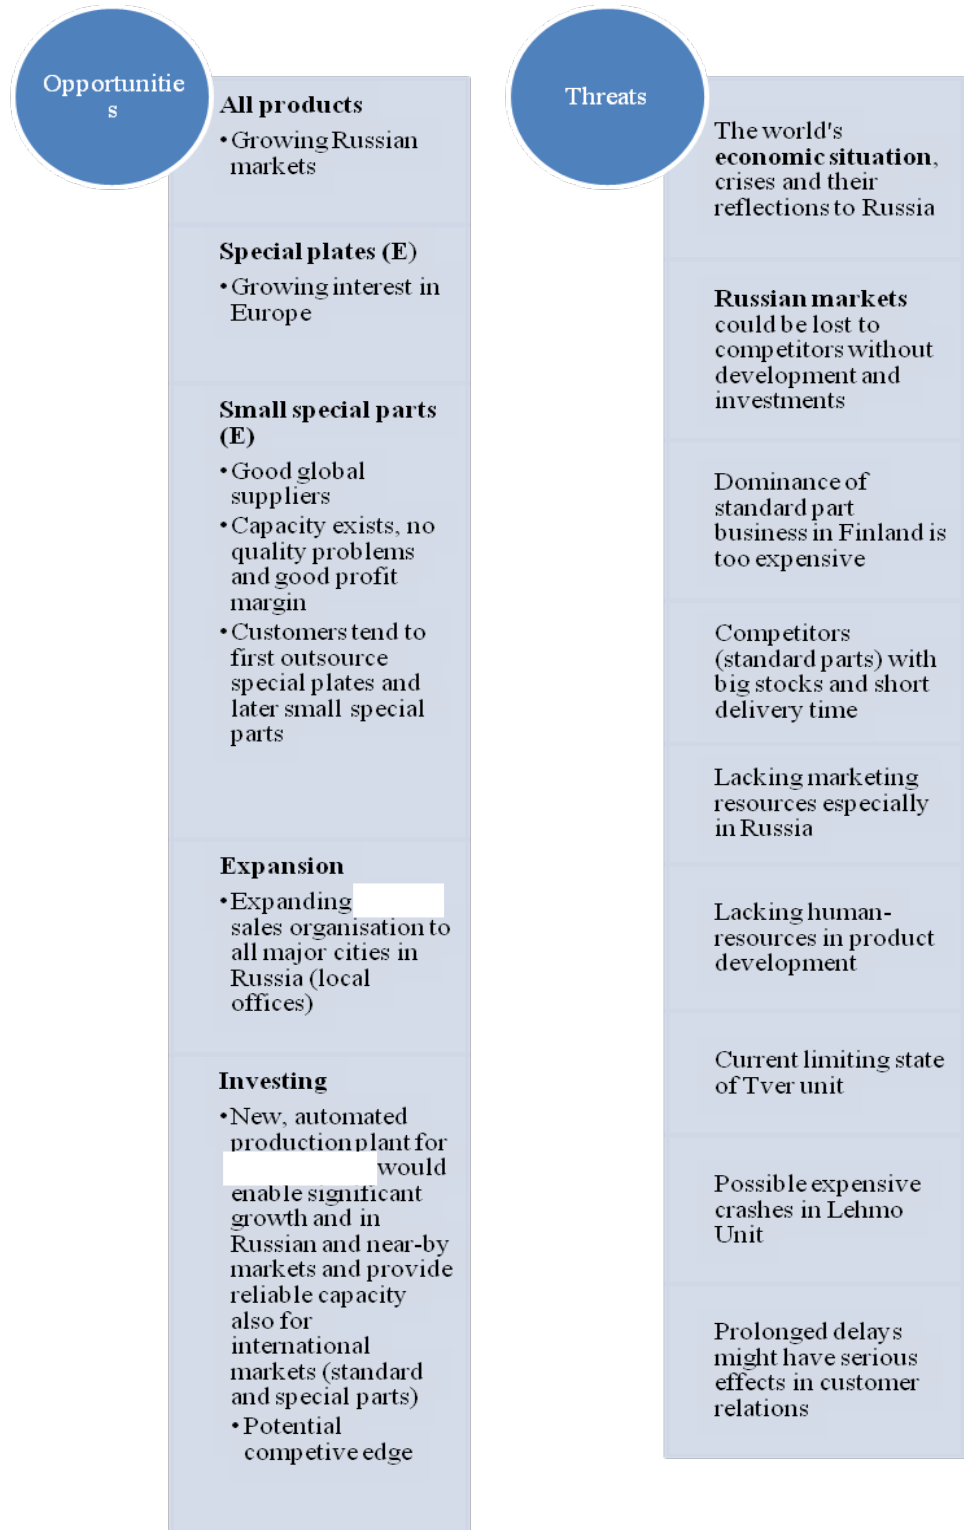 Opportunitie
s
All products
•Growing Russian
markets
Special plates (E)
•Growing interest in
Europe
Small special parts
(E)
•Good global
suppliers
•Capacity exists, no
quality problems
and good profit
margin
•Customers tend to
first outsource
special plates and
later small special
parts
Expansion
•Expanding
sales organisation to
all major cities in
Russia (local
offices)
Investing
•New, automated
production plant for
would
enable significant
growth and in
Russian and near-by
markets and provide
reliable capacity
also for
international
markets (standard
and special parts)
•Potential
competive edge
Threats
The world's
economic situation,
crises and their
reflections to Russia
Russian markets
could be lost to
competitors without
development and
investments
Dominance of
standard part
business in Finland is
too expensive
Competitors
(standard parts) with
big stocks and short
delivery time
Lacking marketing
resources especially
in Russia
Lacking human-
resources in product
development
Current limiting state
of Tver unit
Possible expensive
crashes in Lehmo
Unit
Prolonged delays
might have serious
effects in customer
relations